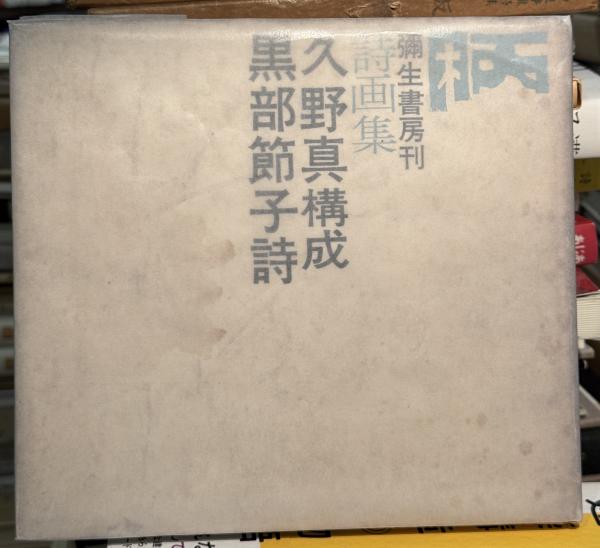 柄
彌生書房刊
詩画集
久野真構成
黒部節子詩